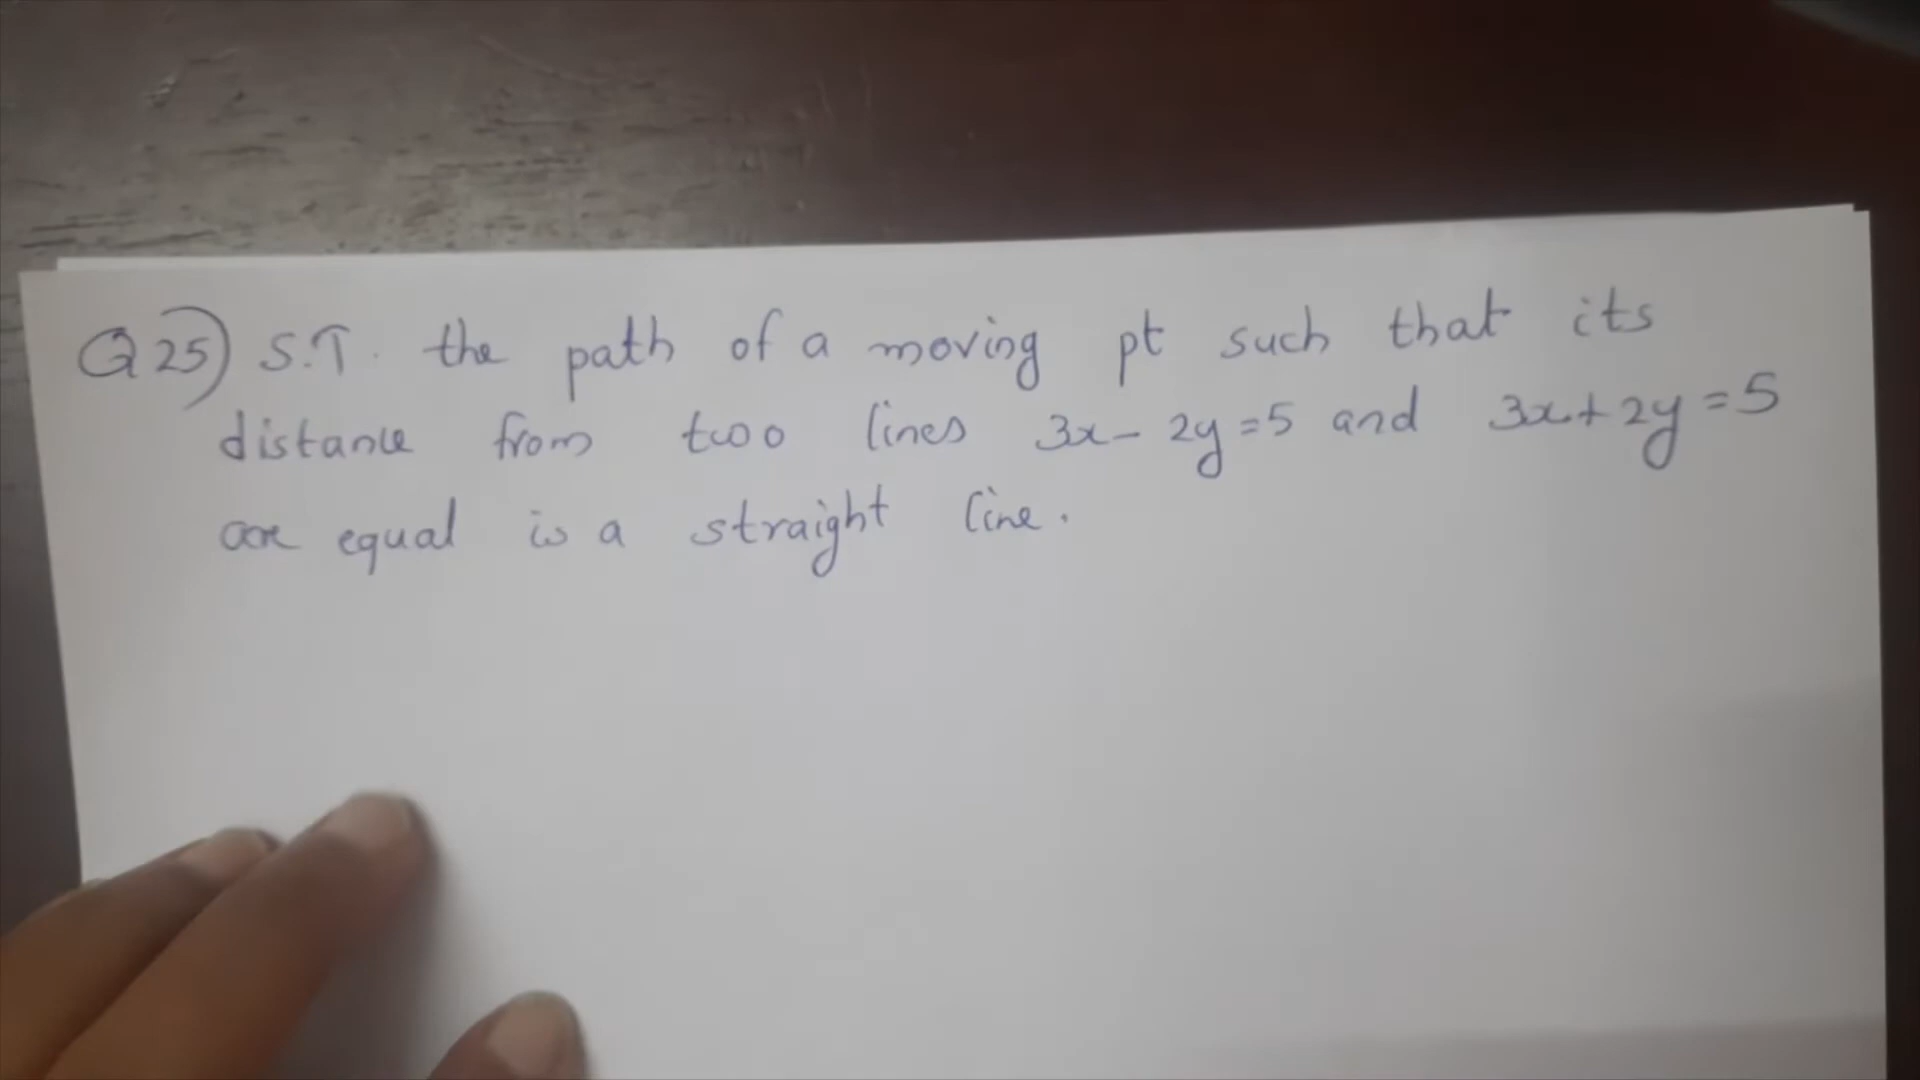 Q25) S.T. the path of a moving pt such that its
distance from two lines 3x - 2y = 5 and 3x + 2y = 5
are equal is a straight line.